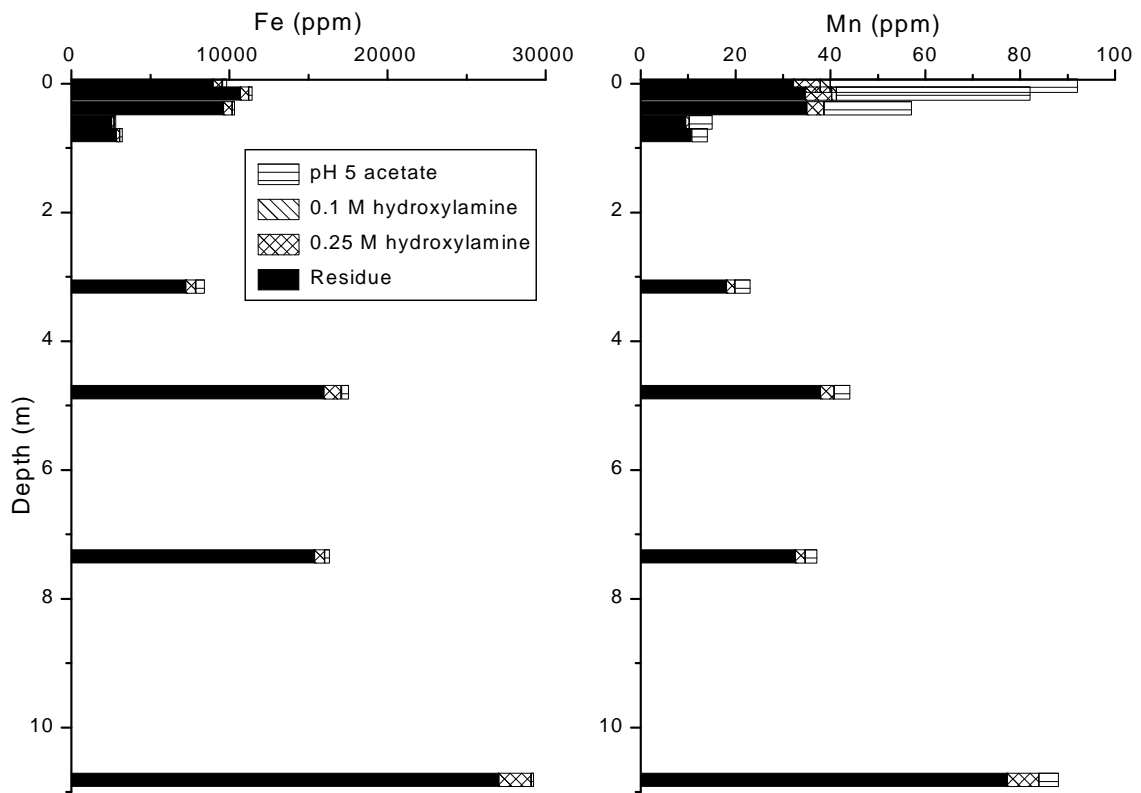 Fe (ppm)
Mn (ppm)
0 10000 20000 30000
0 20 40 60 80 100
0
2
4
6
8
10
Depth (m)
pH 5 acetate
0.1 M hydroxylamine
0.25 M hydroxylamine
Residue
0
2
4
6
8
10